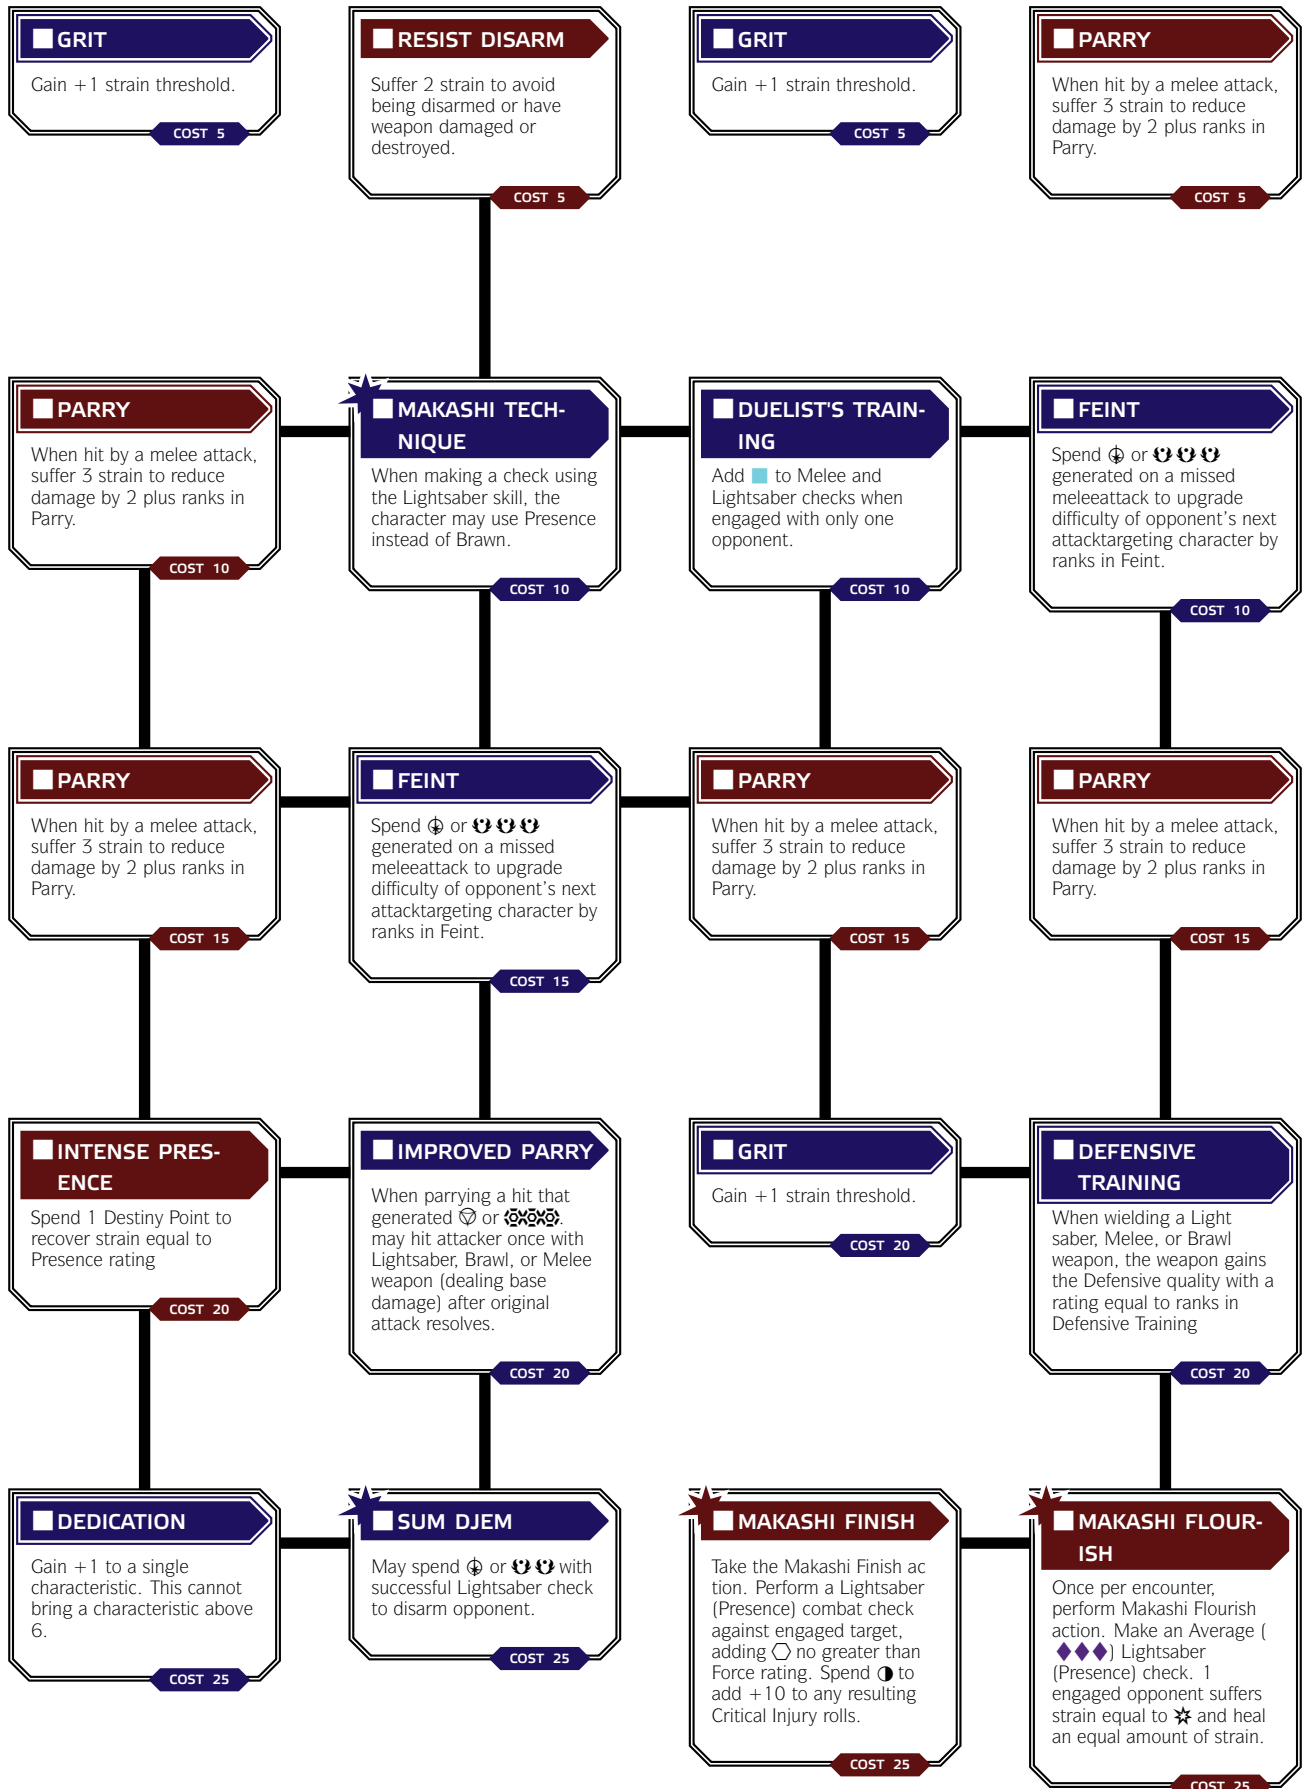 GRIT
Gain +1 strain threshold.
COST 5
RESIST DISARM
Suffer 2 strain to avoid
being disarmed or have
weapon damaged or
destroyed.
COST 5
GRIT
Gain +1 strain threshold.
COST 5
PARRY
When hit by a melee attack,
suffer 3 strain to reduce
damage by 2 plus ranks in
Parry.
COST 5
PARRY
When hit by a melee attack,
suffer 3 strain to reduce
damage by 2 plus ranks in
Parry.
COST 10
MAKASHI TECH-
NIQUE
When making a check using
the Lightsaber skill, the
character may use Presence
instead of Brawn.
COST 10
DUELIST'S TRAIN-
ING
Add to Melee and
Lightsaber checks when
engaged with only one
opponent.
COST 10
FEINT
Spend or
generated on a missed
meleeattack to upgrade
difficulty of opponent's next
attacktargeting character by
ranks in Feint.
COST 10
PARRY
When hit by a melee attack,
suffer 3 strain to reduce
damage by 2 plus ranks in
Parry.
COST 15
FEINT
Spend or
generated on a missed
meleeattack to upgrade
difficulty of opponent's next
attacktargeting character by
ranks in Feint.
COST 15
PARRY
When hit by a melee attack,
suffer 3 strain to reduce
damage by 2 plus ranks in
Parry.
COST 15
PARRY
When hit by a melee attack,
suffer 3 strain to reduce
damage by 2 plus ranks in
Parry.
COST 15
INTENSE PRES-
ENCE
Spend 1 Destiny Point to
recover strain equal to
Presence rating
COST 20
IMPROVED PARRY
When parrying a hit that
generated or .
may hit attacker once with
Lightsaber, Brawl, or Melee
weapon (dealing base
damage) after original
attack resolves.
COST 20
GRIT
Gain +1 strain threshold.
COST 20
DEFENSIVE
TRAINING
When wielding a Light
saber, Melee, or Brawl
weapon, the weapon gains
the Defensive quality with a
rating equal to ranks in
Defensive Training
COST 20
DEDICATION
Gain +1 to a single
characteristic. This cannot
bring a characteristic above
6.
COST 25
SUM DJEM
May spend or with
successful Lightsaber check
to disarm opponent.
COST 25
MAKASHI FINISH
Take the Makashi Finish ac
tion. Perform a Lightsaber
(Presence) combat check
against engaged target,
adding no greater than
Force rating. Spend to
add +10 to any resulting
Critical Injury rolls.
COST 25
MAKASHI FLOUR-
ISH
Once per encounter,
perform Makashi Flourish
action. Make an Average (
) Lightsaber
(Presence) check. 1
engaged opponent suffers
strain equal to and heal
an equal amount of strain.
COST 25